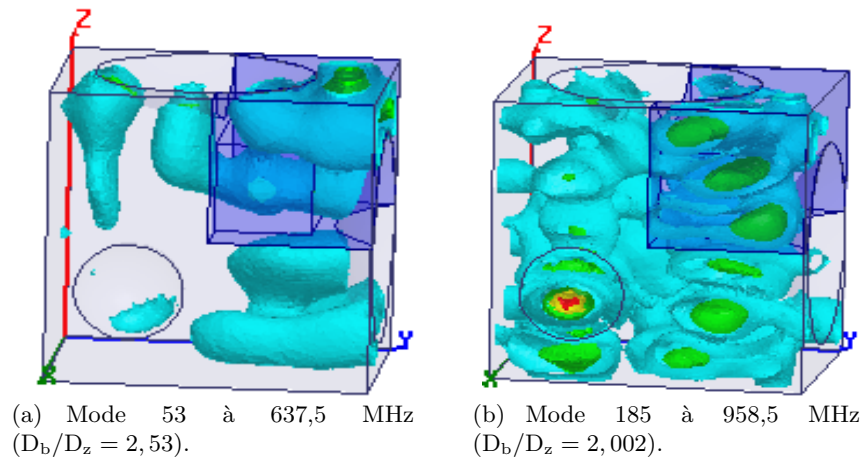 Z
Y
X
Z
Y
X
(a) Mode 53 à 637,5 MHz
(D_b/D_z = 2, 53).
(b) Mode 185 à 958,5 MHz
(D_b/D_z = 2, 002).